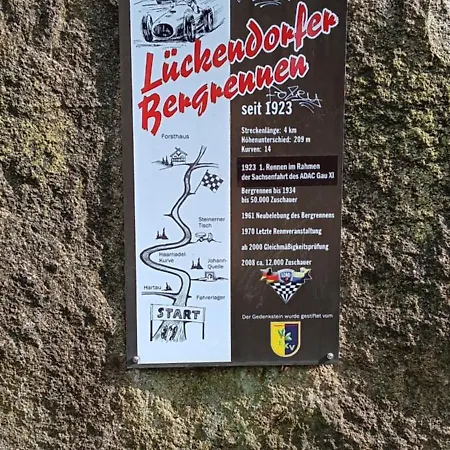 Lückendorfer
Bergrennen
seit 1923
Streckenlänge: 4 km
Höhenunterschied: 209 m
Kurven: 14
1923 1. Rennen im Rahmen
der Sachsenfahrt des ADAC Gau XI
Bergrennen bis 1934
bis 50.000 Zuschauer
1961 Neubelebung des Bergrennens
1970 Letzte Rennveranstaltung
ab 2000 Gleichmäßigkeitsprüfung
2008 ca. 12.000 Zuschauer
Der Gedenkstein wurde gestiftet vom
Forsthaus
Steinerner
Tisch
Haarnadel
Kurve
Johann-
Quelle
Hartau
Fahrerlager
START